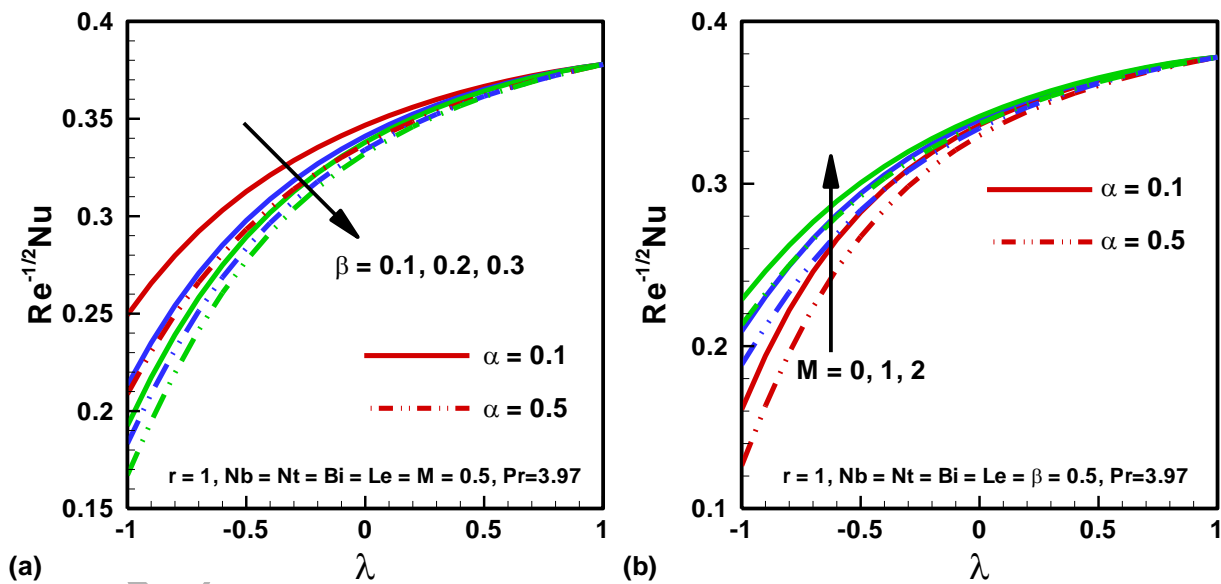 0.4
0.35
0.3
0.25
0.2
0.15
Re^-1/2Nu
β = 0.1, 0.2, 0.3
α = 0.1
α = 0.5
r = 1, Nb = Nt = Bi = Le = M = 0.5, Pr=3.97
-1 -0.5 0 0.5 1
(a) λ
0.4
0.3
0.2
0.1
Re^-1/2Nu
α = 0.1
α = 0.5
M = 0, 1, 2
r = 1, Nb = Nt = Bi = Le = β = 0.5, Pr=3.97
-1 -0.5 0 0.5 1
(b) λ